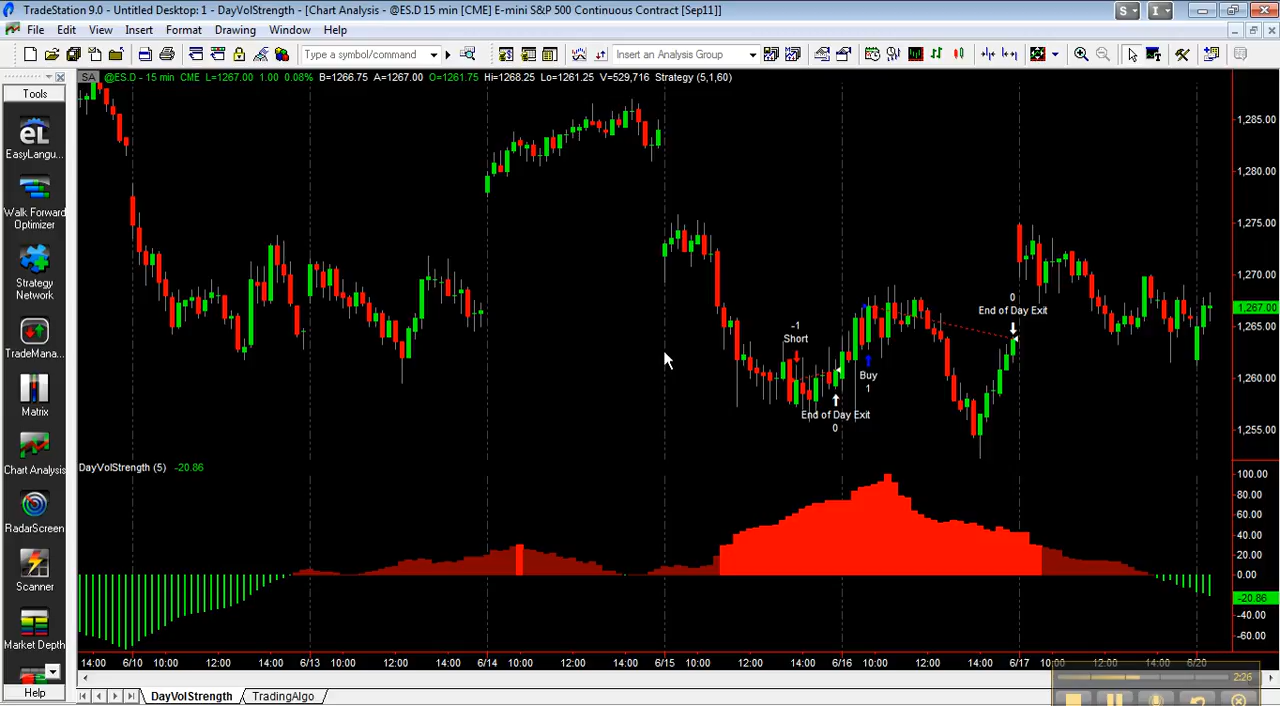 TradeStation 9.0 - Untitled Desktop: 1 - DayVolStrength - [Chart Analysis - @ES.D 15 min [CME] E-mini S&P 500 Continuous Contract [Sep11]]
S
I
File Edit View Insert Format Drawing Window Help
Type a symbol/command
Insert an Analysis Group
SA @ES.D - 15 min CME L=1267.00 1.00 0.08% B=1266.75 A=1267.00 O=1261.75 Hi=1268.25 Lo=1261.25 V=529,716 Strategy (5,1,60)
Tools
EasyLangu...
Walk Forward
Optimizer
Strategy
Network
TradeMana...
Matrix
Chart Analysis
RadarScreen
Scanner
Market Depth
Help
1,285.00
1,280.00
1,275.00
1,270.00
1,267.00
1,265.00
1,260.00
1,255.00
-1
Short
End of Day Exit
0
Buy
1
0
End of Day Exit
DayVolStrength (5) -20.86
100.00
80.00
60.00
40.00
20.00
0.00
-20.86
-40.00
-60.00
14:00 6/10 10:00 12:00 14:00 6/13 10:00 12:00 14:00 6/14 10:00 12:00 14:00 6/15 10:00 12:00 14:00 6/16 10:00 12:00 14:00 6/17 10:00 12:00 14:00 6/20
2:26
DayVolStrength TradingAlgo